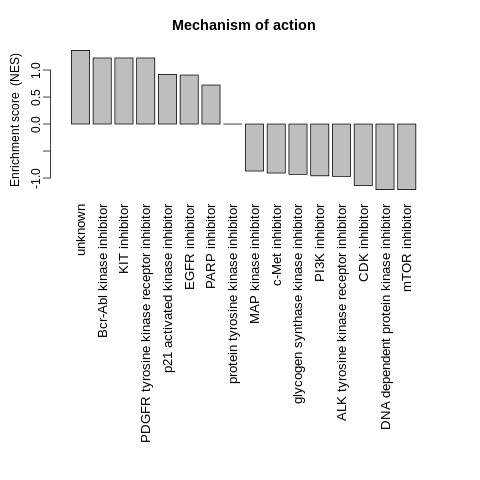 Mechanism of action
Enrichment score (NES)
1.0
0.5
0.0
-1.0
unknown
Bcr-Abl kinase inhibitor
KIT inhibitor
PDGFR tyrosine kinase receptor inhibitor
p21 activated kinase inhibitor
EGFR inhibitor
PARP inhibitor
protein tyrosine kinase inhibitor
MAP kinase inhibitor
c-Met inhibitor
glycogen synthase kinase inhibitor
PI3K inhibitor
ALK tyrosine kinase receptor inhibitor
CDK inhibitor
DNA dependent protein kinase inhibitor
mTOR inhibitor